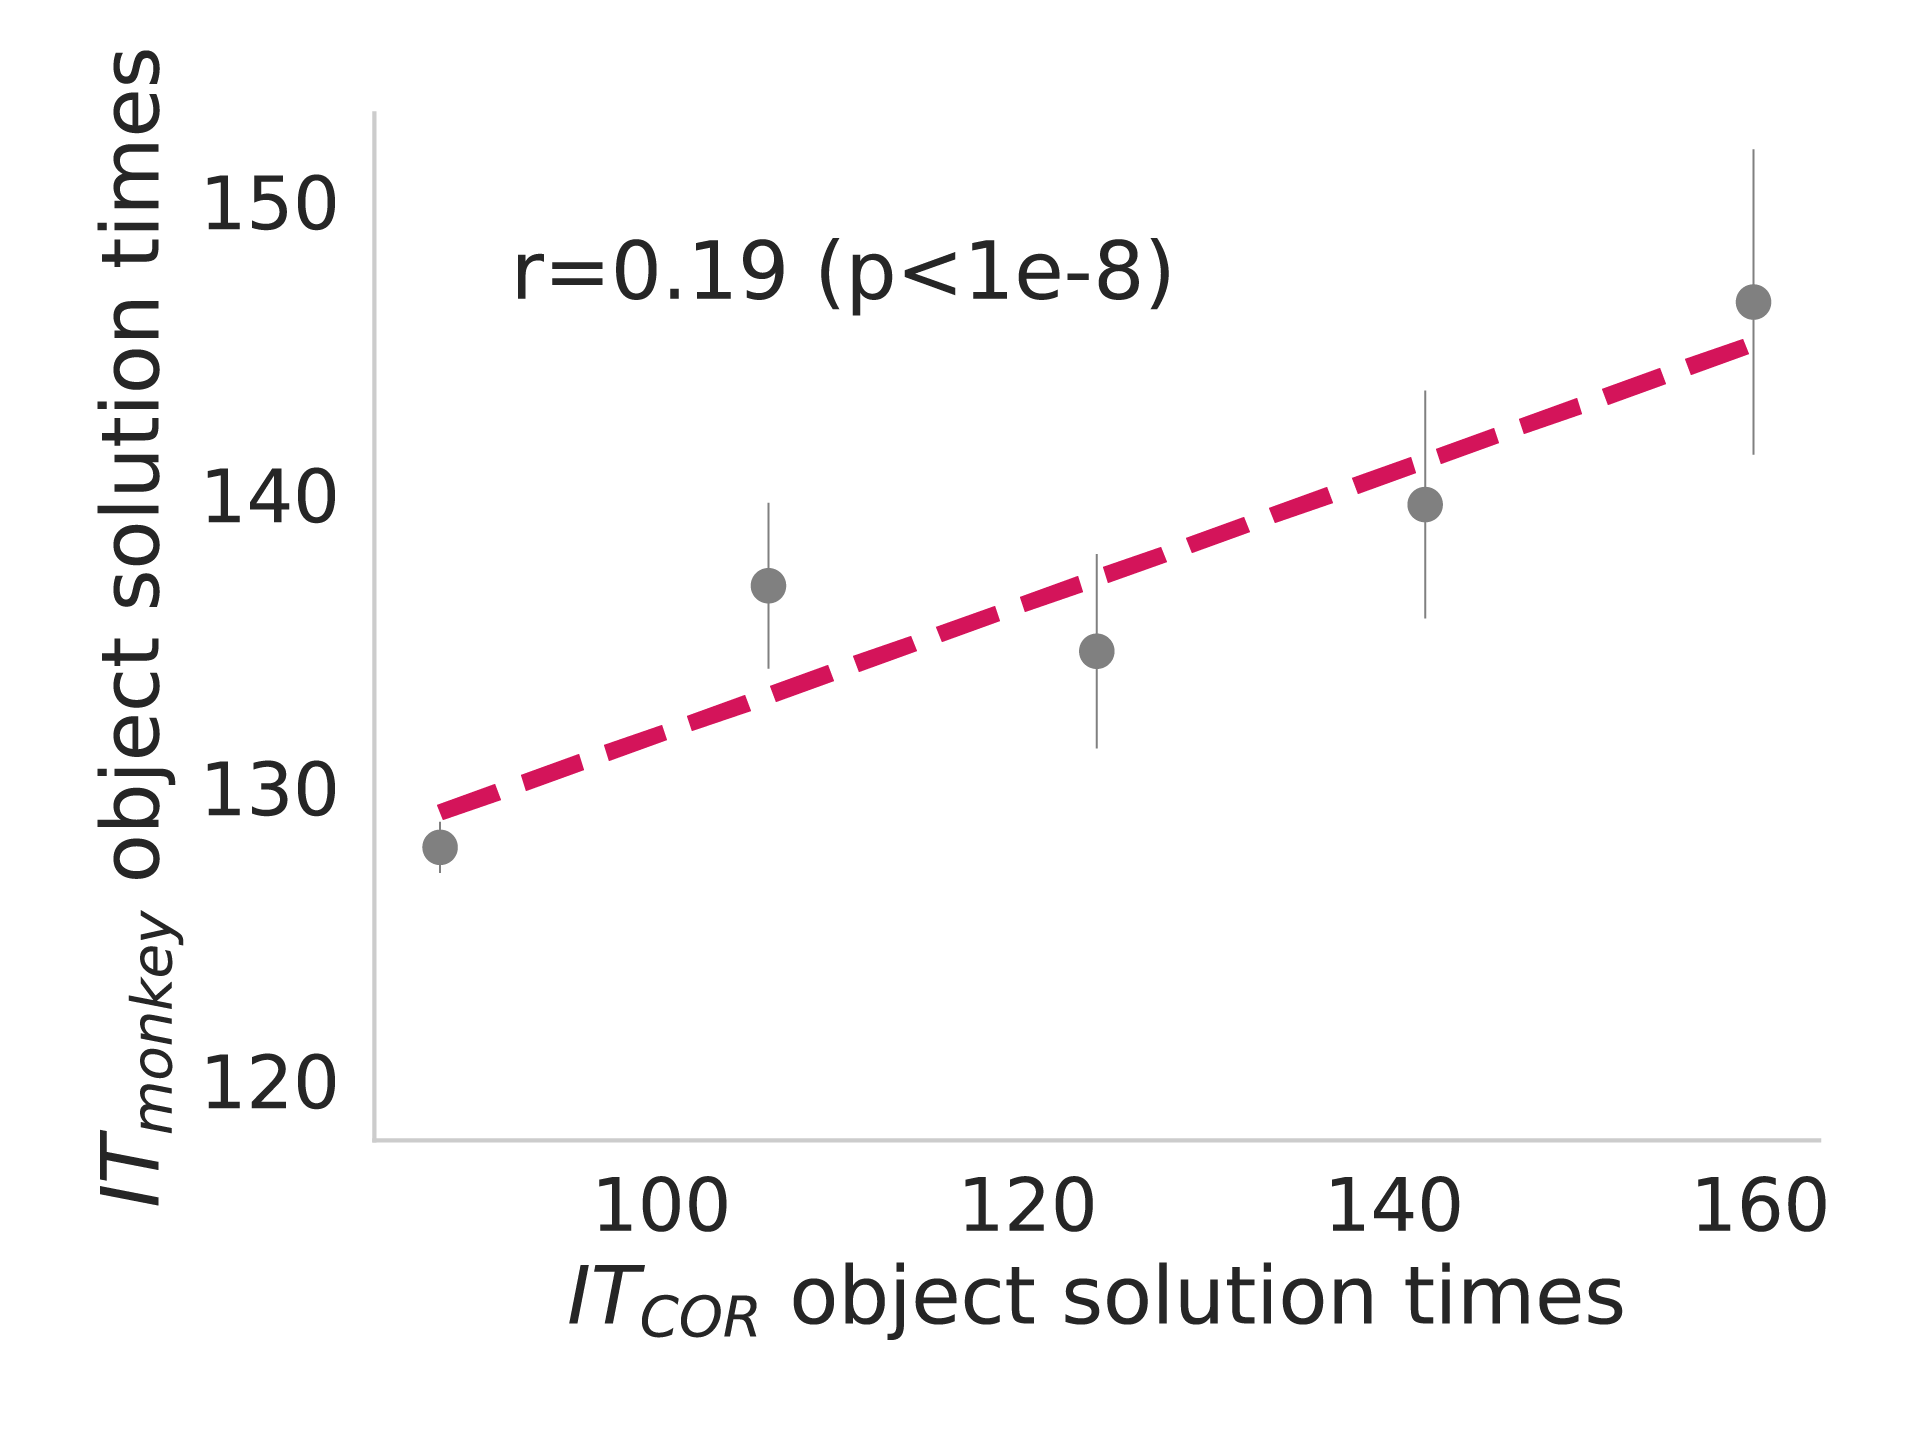 IT_monkey object solution times
150
140
130
120
r=0.19 (p<1e-8)
100 120 140 160
IT_COR object solution times